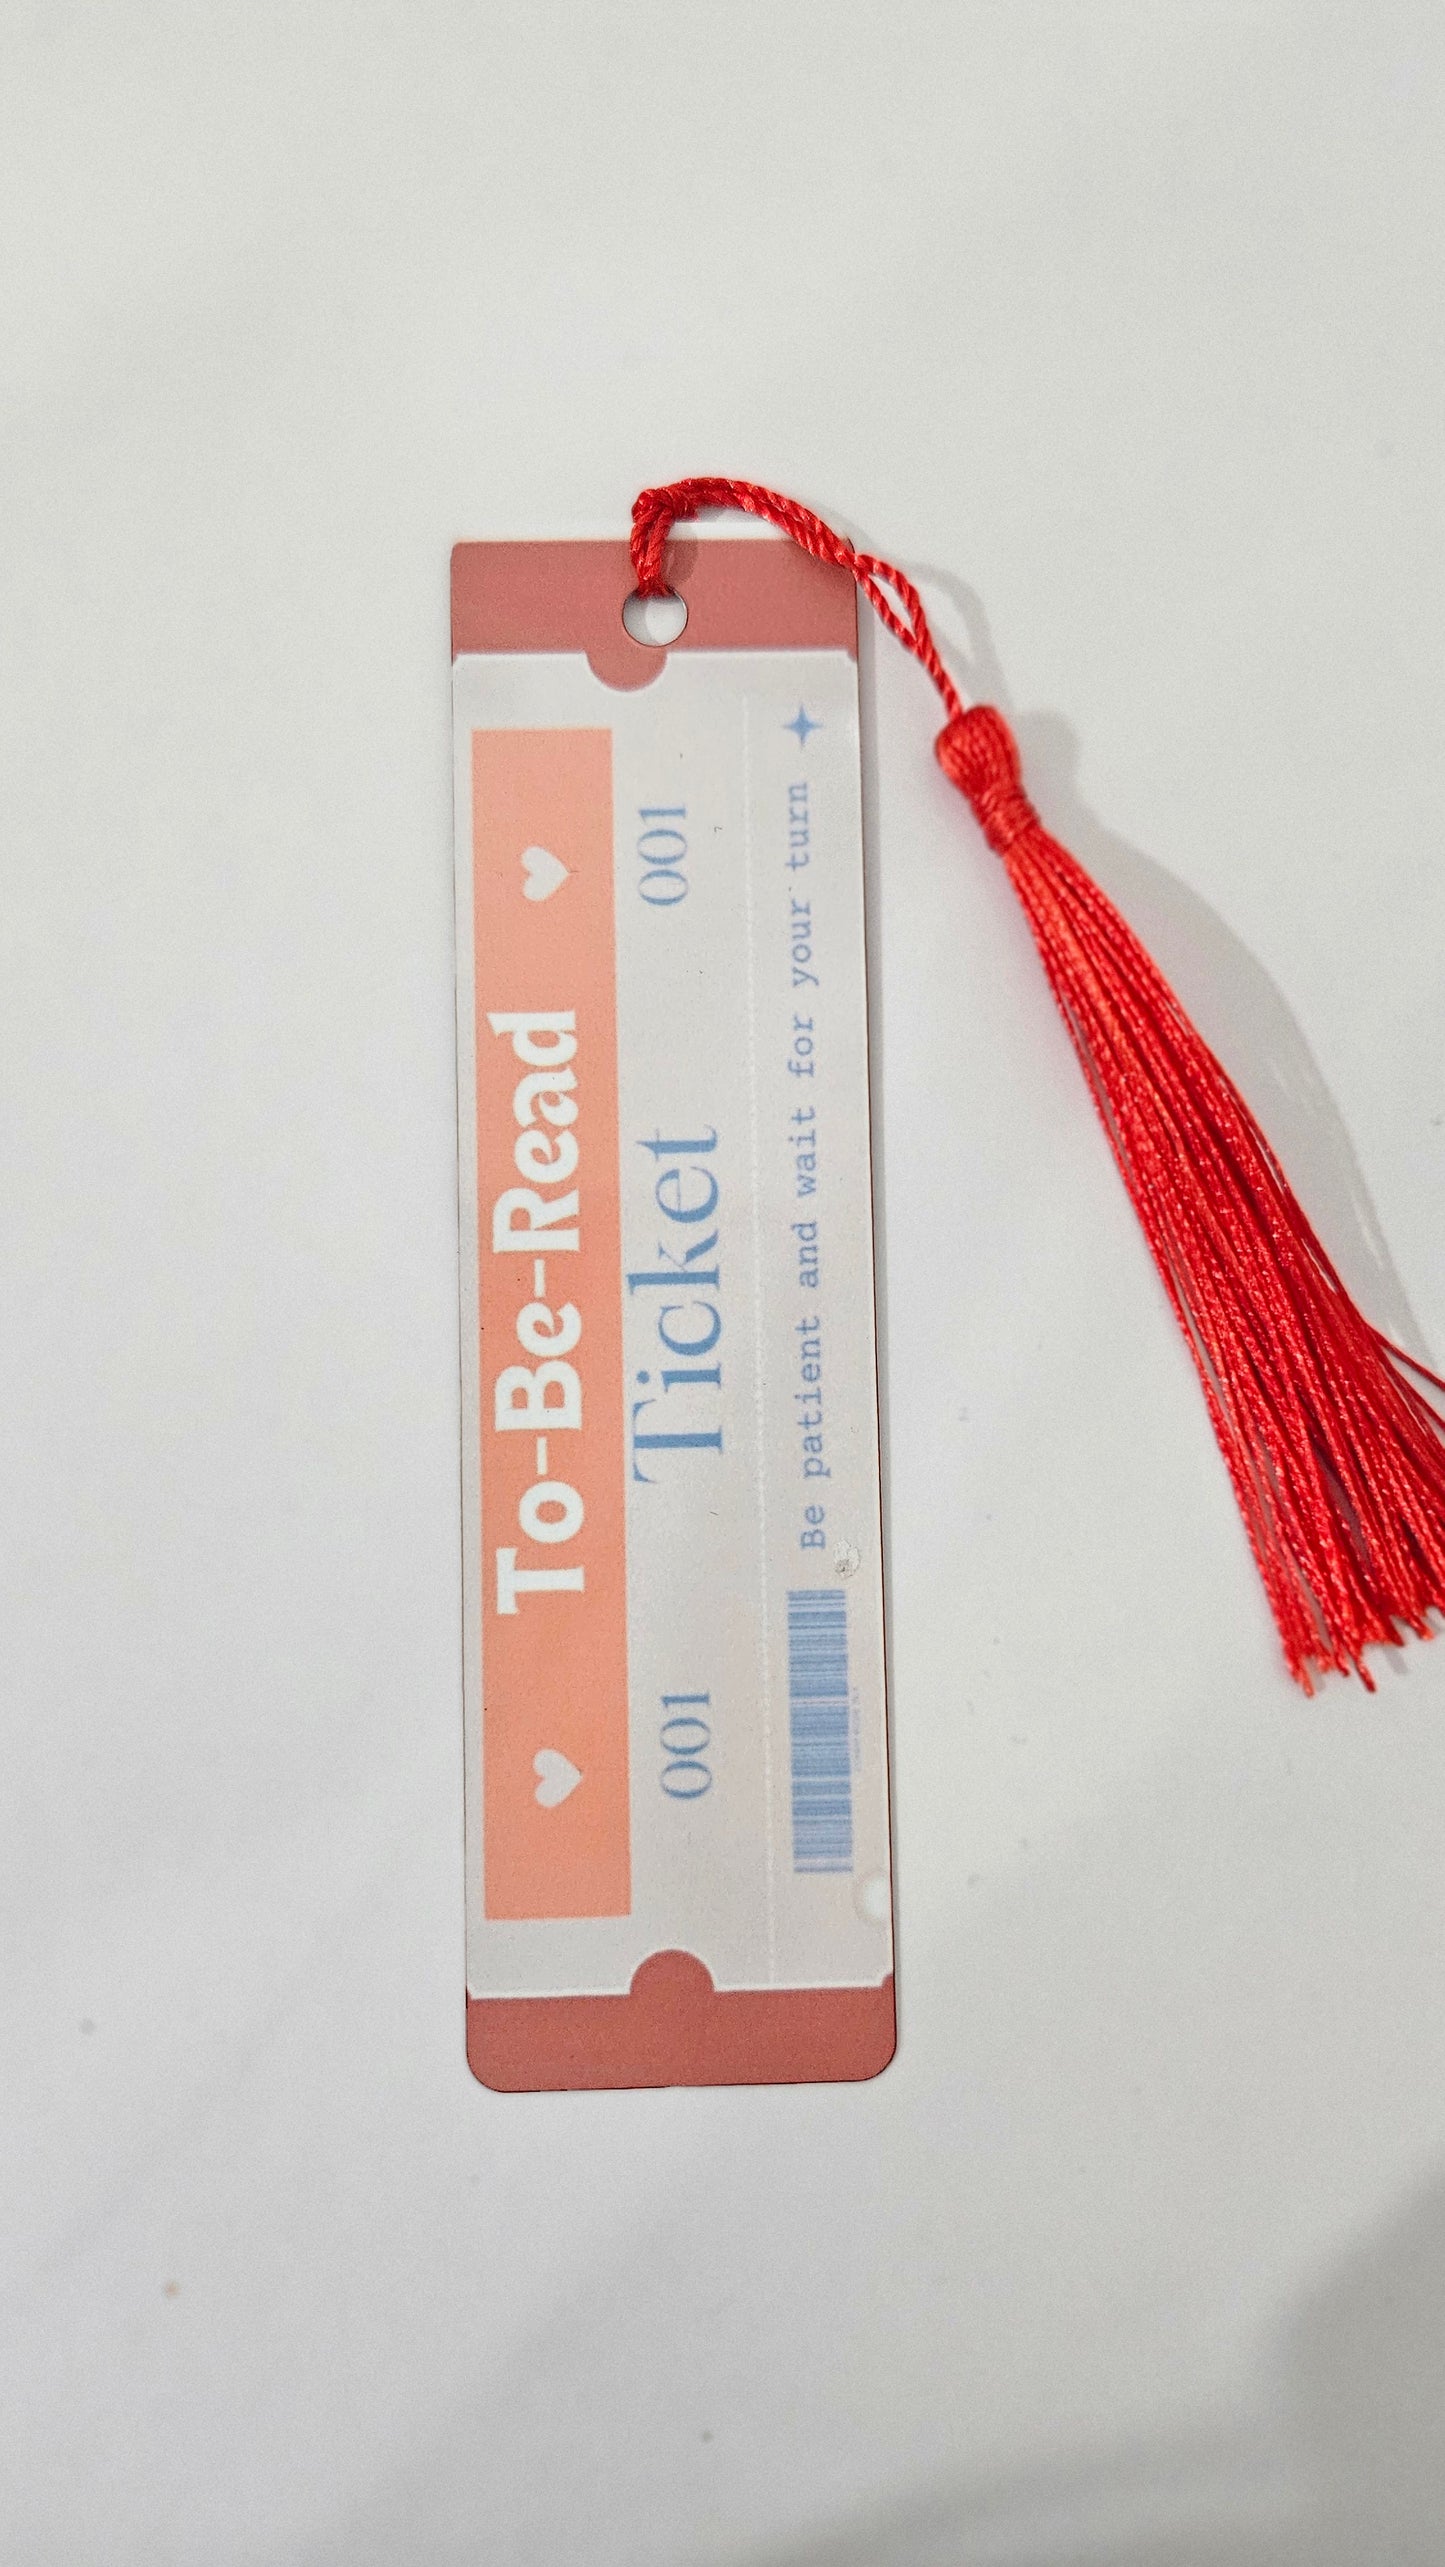 To-Be-Read
001 Ticket 001
Be patient and wait for your turn